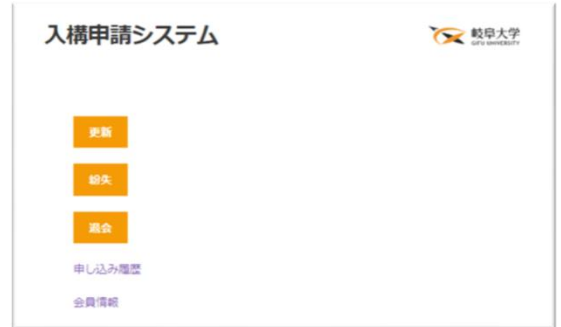 入構申請システム
岐阜大学
GIFU UNIVERSITY
更新
紛失
退会
申し込み履歴
会員情報